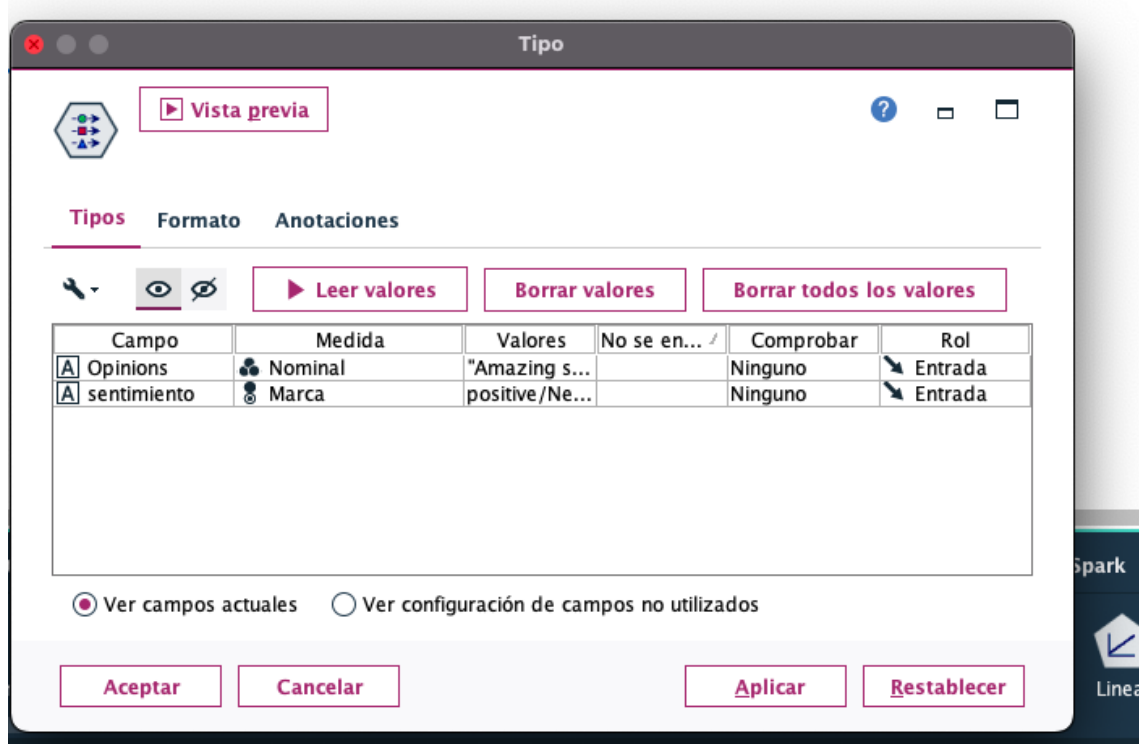 Tipo
Vista previa
?
Tipos Formato Anotaciones
Leer valores Borrar valores Borrar todos los valores
Campo Medida Valores No se en... Comprobar Rol
A Opinions Nominal "Amazing s... Ninguno Entrada
A sentimiento Marca positive/Ne... Ninguno Entrada
Ver campos actuales Ver configuración de campos no utilizados
Aceptar Cancelar Aplicar Restablecer
Spark
Linea